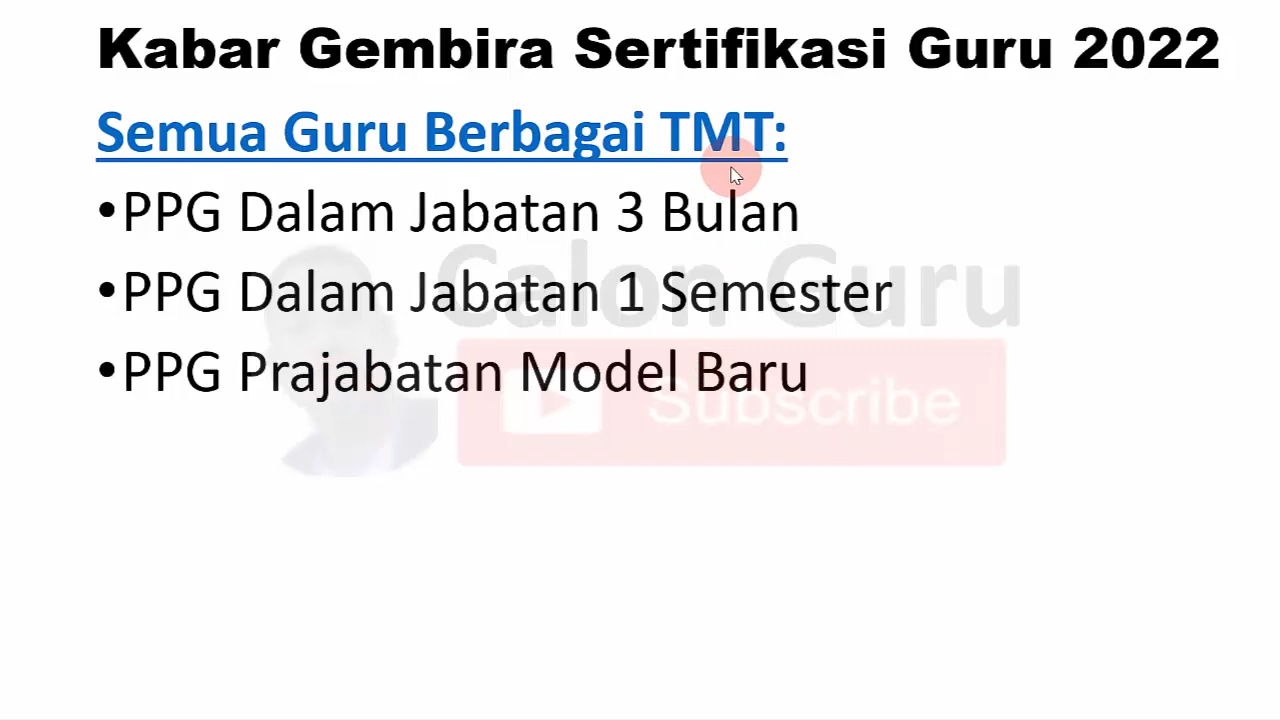 Kabar Gembira Sertifikasi Guru 2022
Semua Guru Berbagai TMT:
•PPG Dalam Jabatan 3 Bulan
Calon Guru
•PPG Dalam Jabatan 1 Semester
•PPG Prajabatan Model Baru
Subscribe